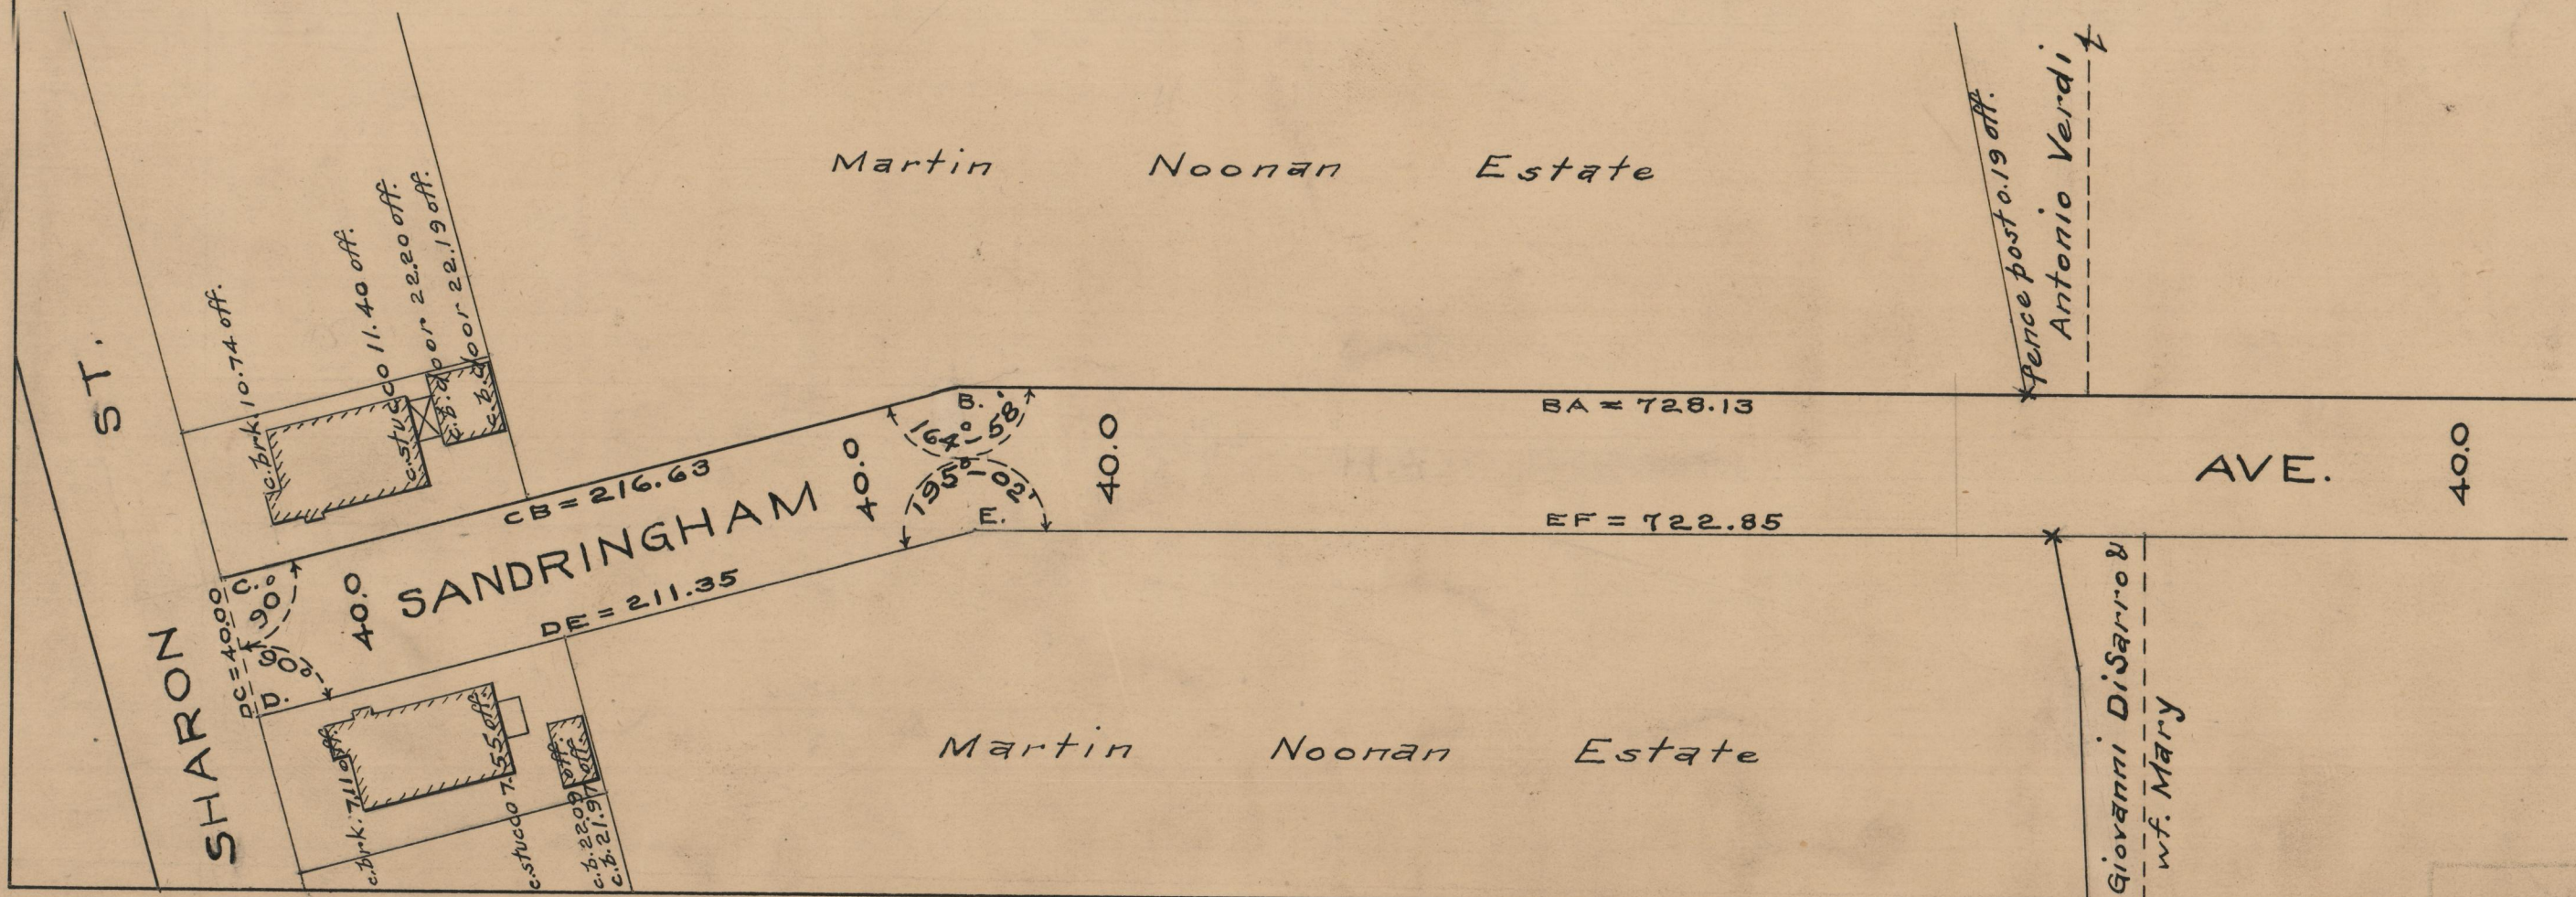 Martin Noonan Estate
fence post 0.19 off.
Antonio Verdi
c.brk. 10.74 off.
c.stucco 11.40 off.
c.b. door 22.20 off.
c.b. door 22.19 off.
SHARON ST.
SANDRINGHAM AVE.
CB = 216.63
BA = 728.13
B.
164°-58'
195°-02'
E.
40.0
40.0
40.0
40.0
EF = 722.85
DE = 211.35
C.
90°
90°
D.
DC = 40.00
Martin Noonan Estate
c.brk. 7.11 off.
c.stucco 7.55 off.
c.b. 22.09 off.
c.b. 21.97 off.
Giovanni DiSarro &
wf. Mary